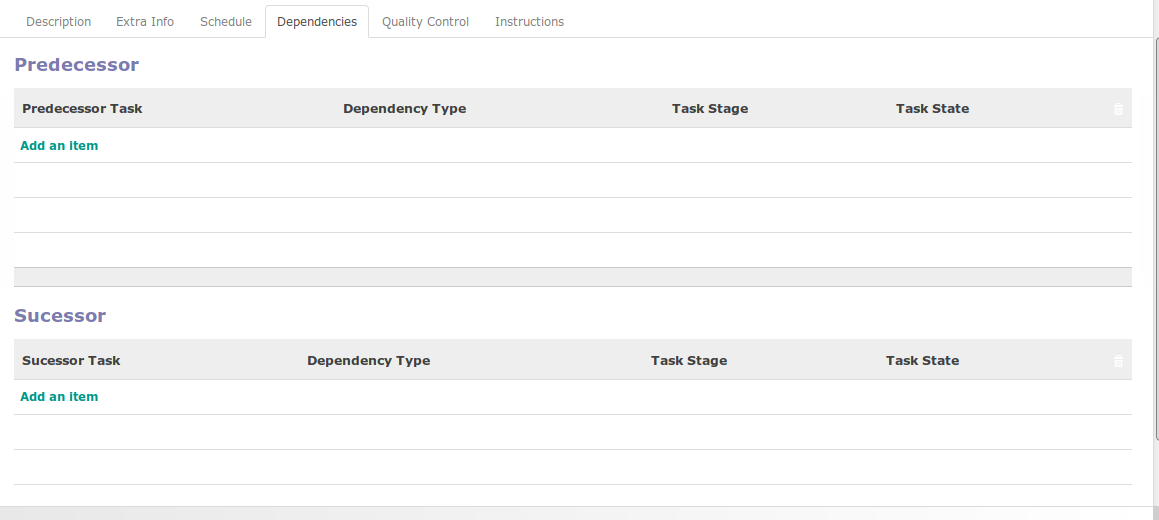 Description Extra Info Schedule Dependencies Quality Control Instructions
Predecessor
Predecessor Task Dependency Type Task Stage Task State
Add an item
Sucessor
Sucessor Task Dependency Type Task Stage Task State
Add an item